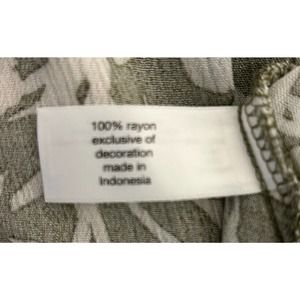 100% rayon
exclusive of
decoration
made in
Indonesia